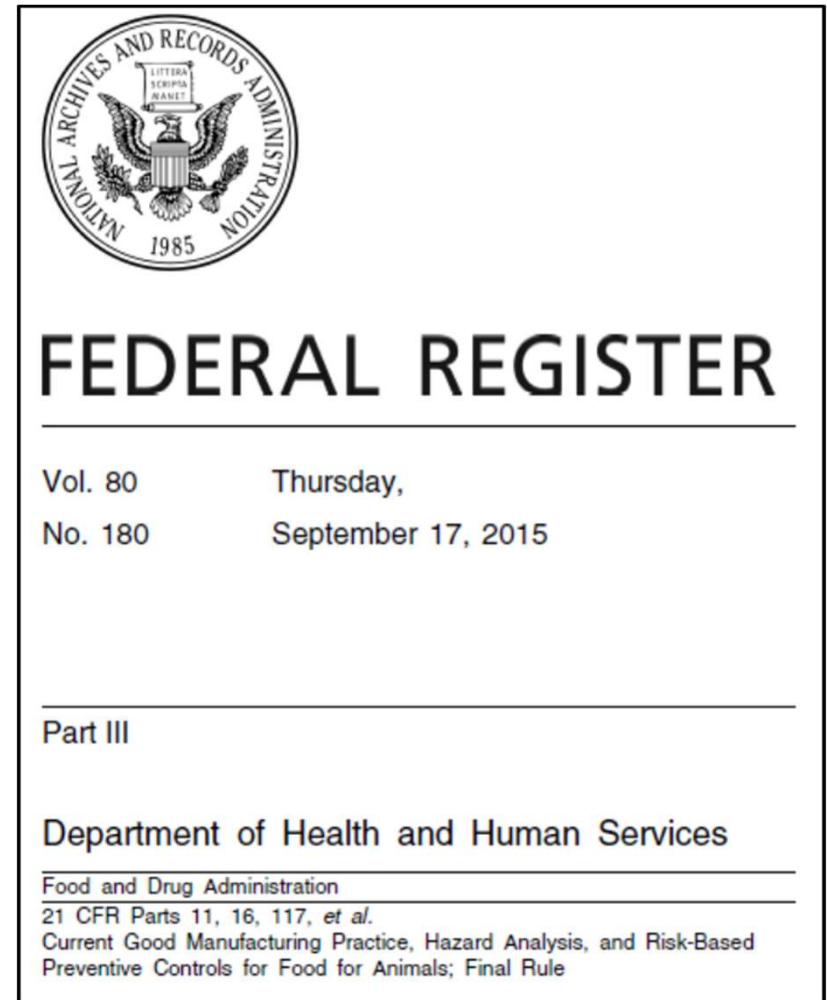 NATIONAL ARCHIVES AND RECORDS ADMINISTRATION
LITTERA
SCRIPTA
MANET
1985
FEDERAL REGISTER
Vol. 80 Thursday,
No. 180 September 17, 2015
Part III
Department of Health and Human Services
Food and Drug Administration
21 CFR Parts 11, 16, 117, et al.
Current Good Manufacturing Practice, Hazard Analysis, and Risk-Based
Preventive Controls for Food for Animals; Final Rule